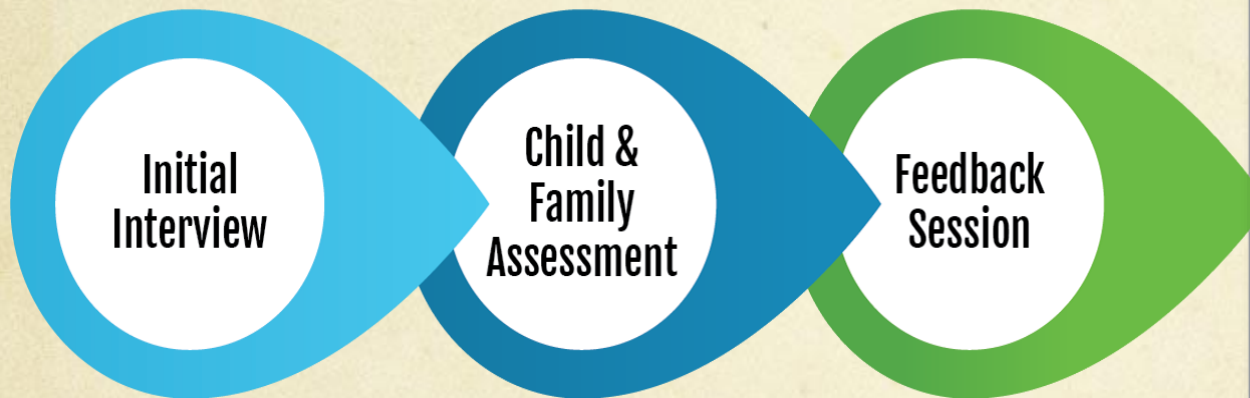 Initial
Interview
Child &
Family
Assessment
Feedback
Session